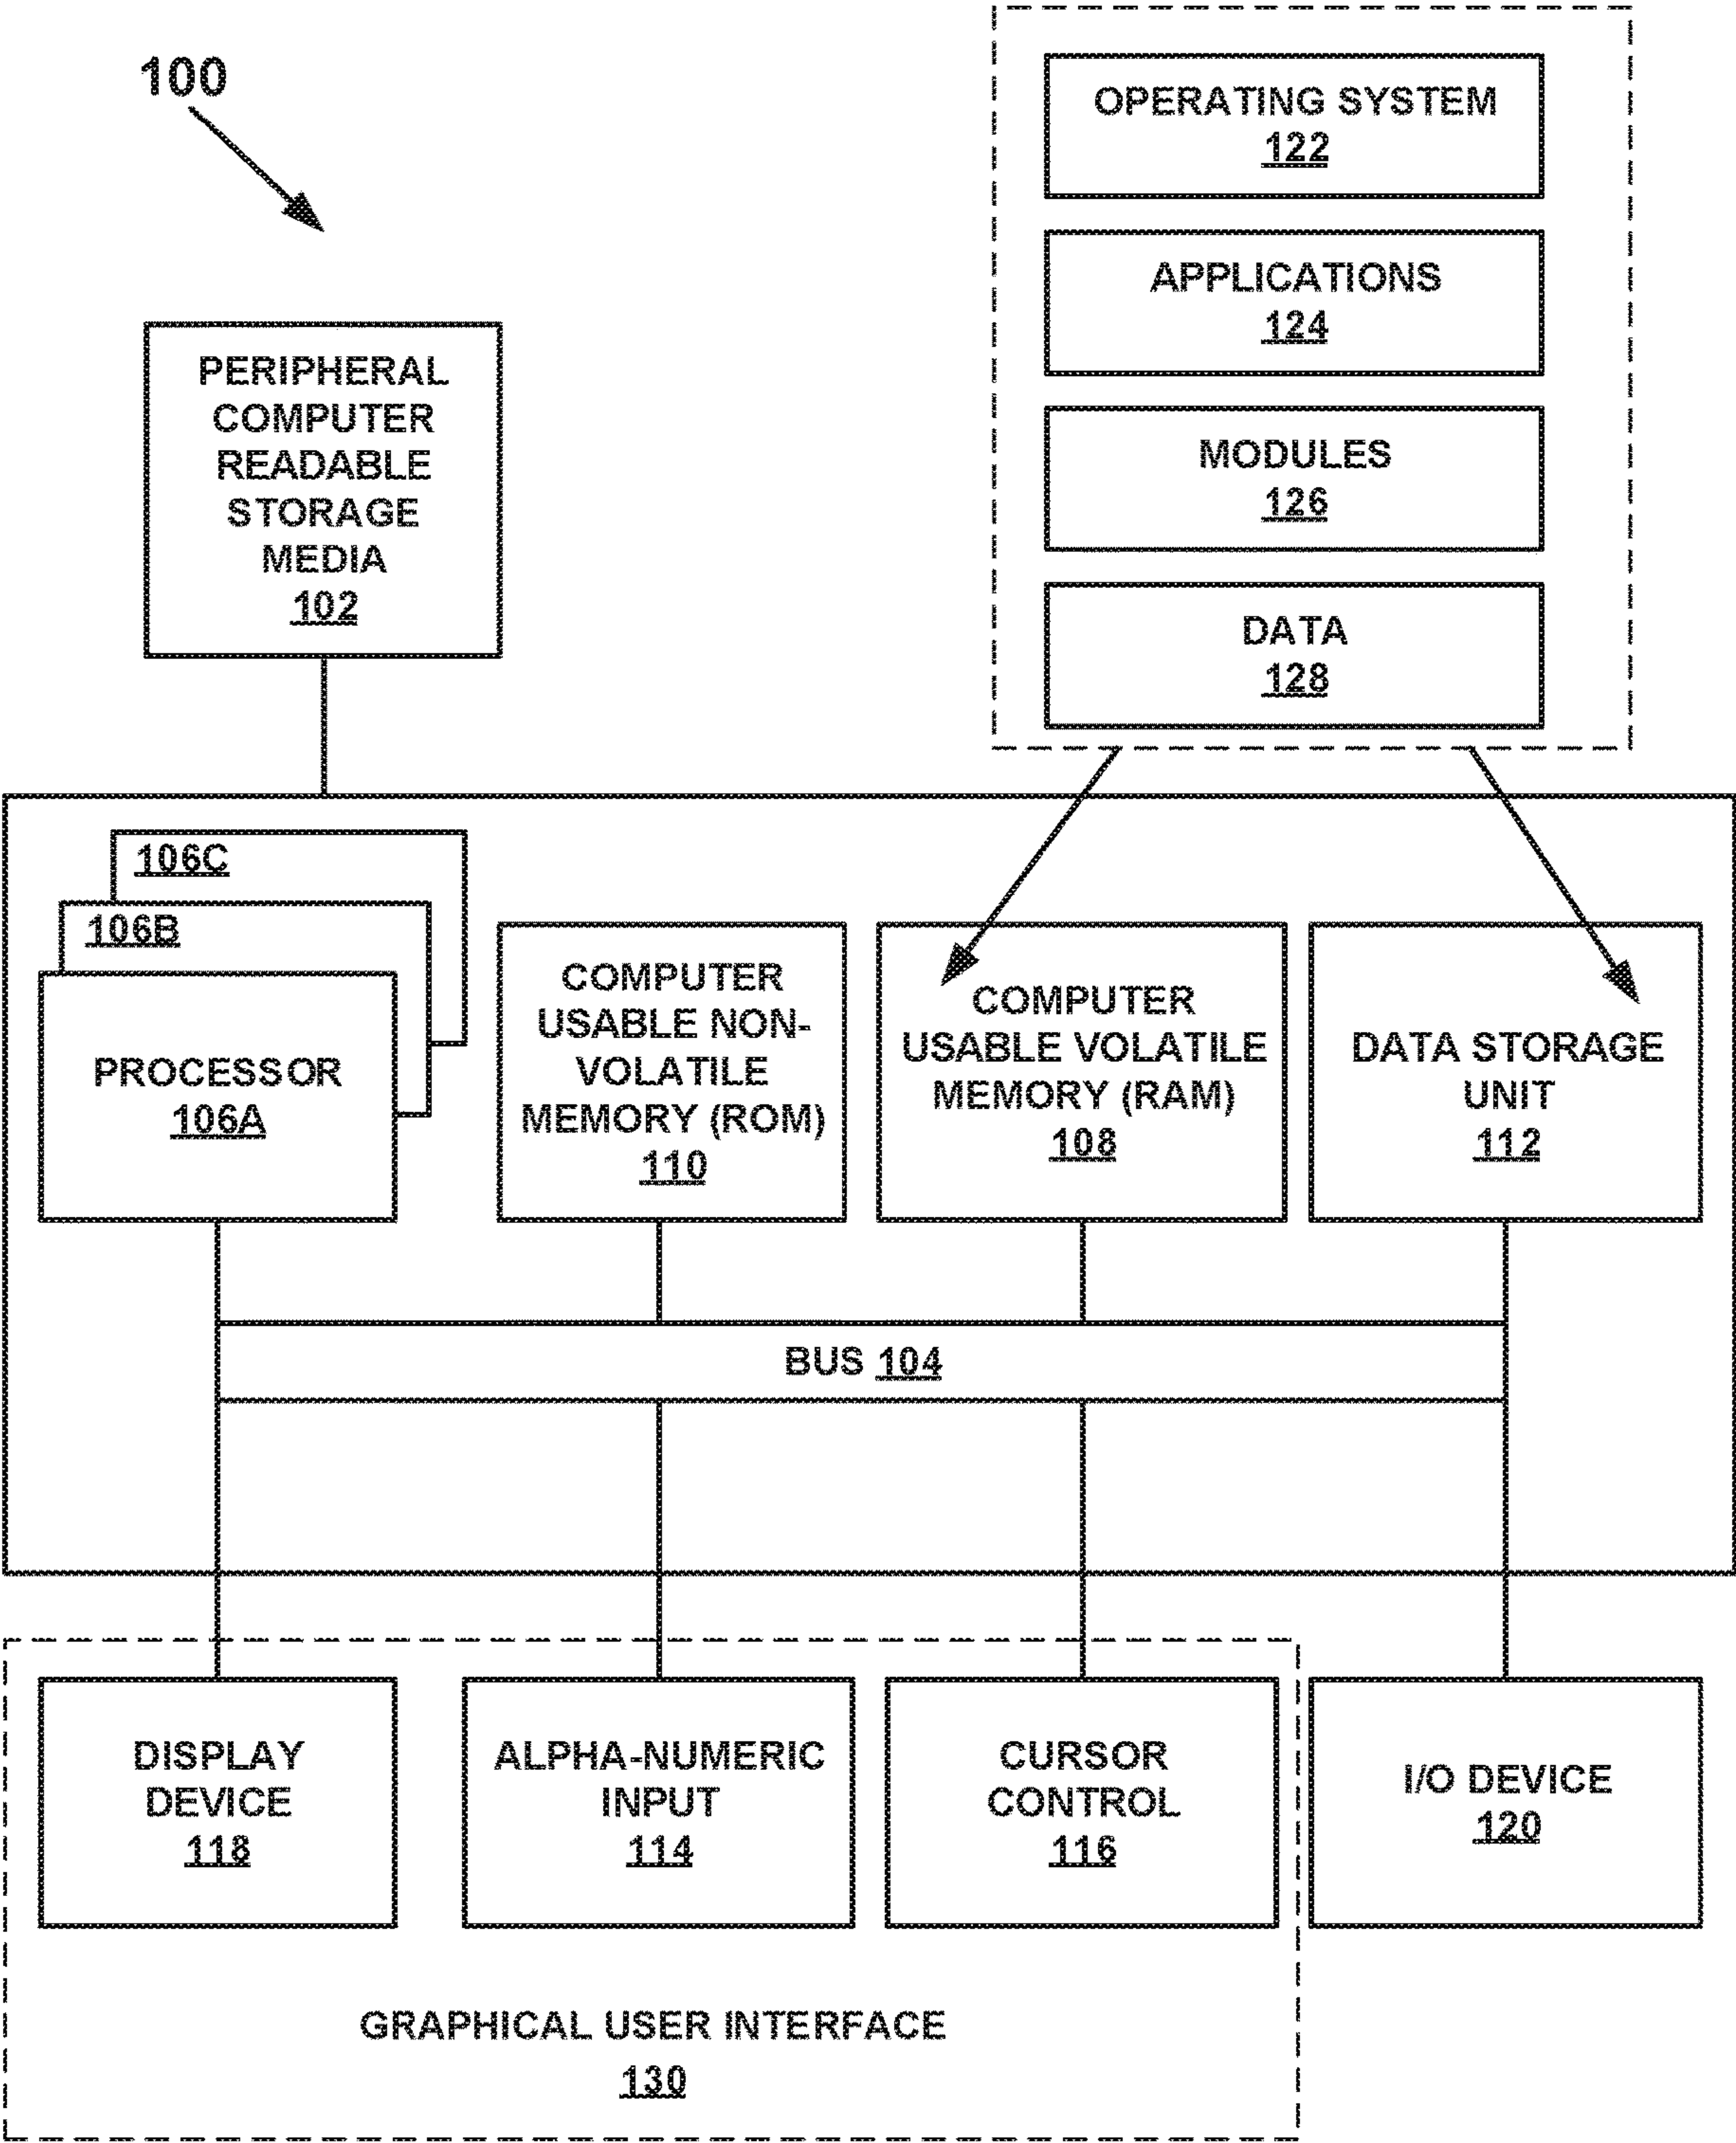 100
OPERATING SYSTEM
122
APPLICATIONS
124
MODULES
126
DATA
128
PERIPHERAL
COMPUTER
READABLE
STORAGE
MEDIA
102
106C
106B
PROCESSOR
106A
COMPUTER
USABLE NON-
VOLATILE
MEMORY (ROM)
110
COMPUTER
USABLE VOLATILE
MEMORY (RAM)
108
DATA STORAGE
UNIT
112
BUS 104
DISPLAY
DEVICE
118
ALPHA-NUMERIC
INPUT
114
CURSOR
CONTROL
116
I/O DEVICE
120
GRAPHICAL USER INTERFACE
130